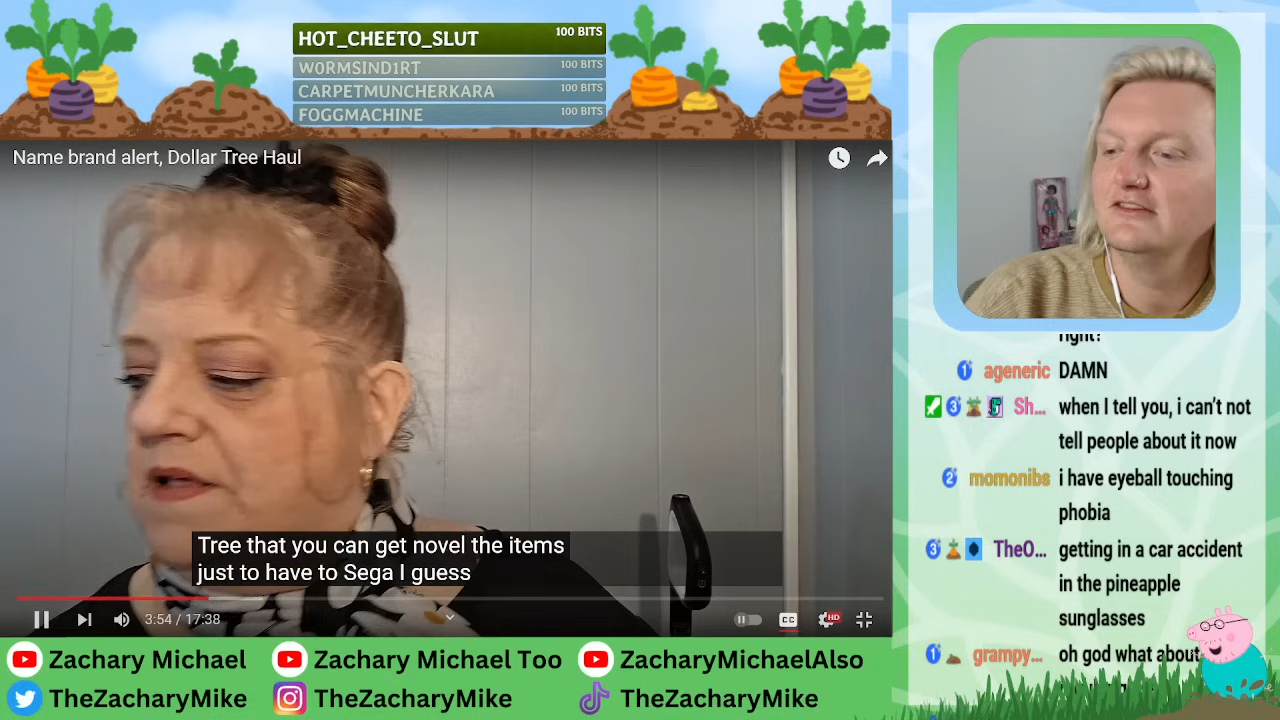 HOT_CHEETO_SLUT 100 BITS
W0RMSIND1RT 100 BITS
CARPETMUNCHERKARA 100 BITS
FOGGMACHINE 100 BITS
Name brand alert, Dollar Tree Haul
Tree that you can get novel the items
just to have to Sega I guess
3:54 / 17:38
CC
HD
right?
ageneric DAMN
Sh... when I tell you, i can't not
tell people about it now
momonibs i have eyeball touching
phobia
TheO... getting in a car accident
in the pineapple
sunglasses
grampy... oh god what about
Zachary Michael
Zachary Michael Too
ZacharyMichaelAlso
TheZacharyMike
TheZacharyMike
TheZacharyMike